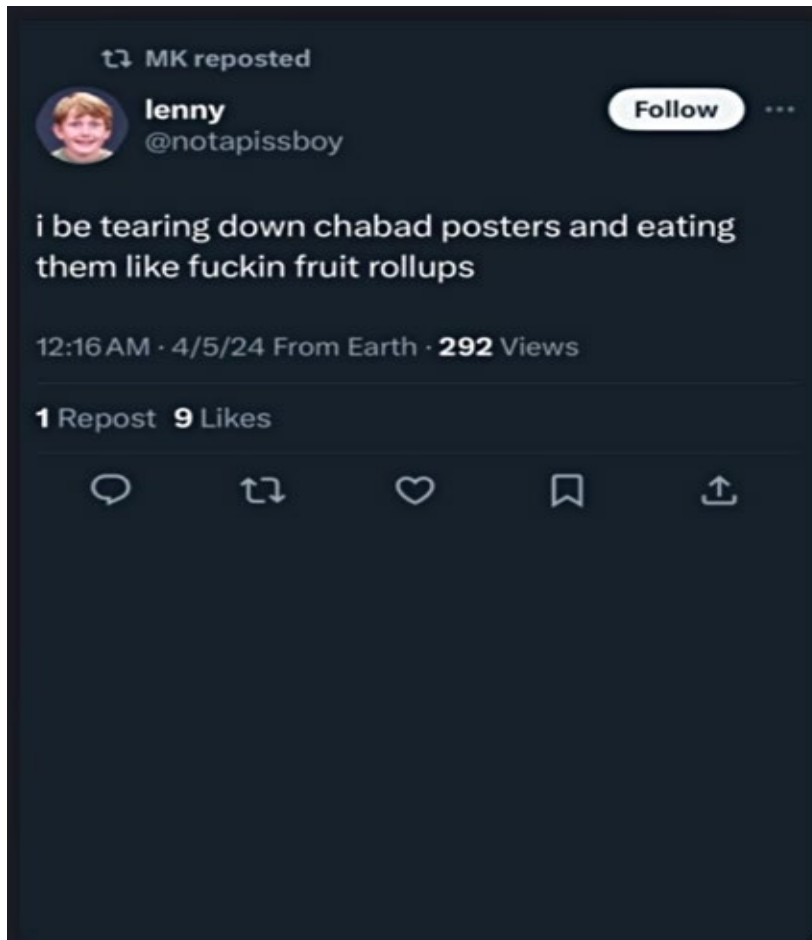 MK reposted
lenny
@notapissboy
Follow
i be tearing down chabad posters and eating
them like fuckin fruit rollups
12:16 AM · 4/5/24 From Earth · 292 Views
1 Repost 9 Likes